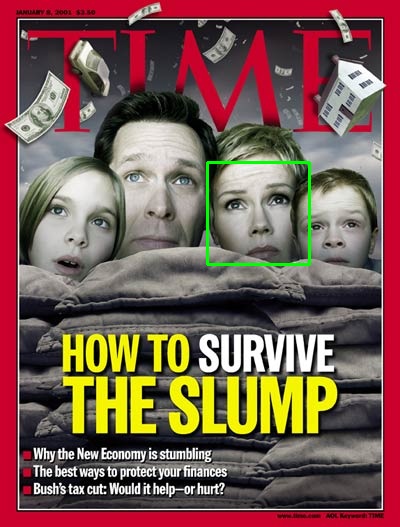 JANUARY 8, 2001 $3.50
TIME
HOW TO SURVIVE
THE SLUMP
Why the New Economy is stumbling
The best ways to protect your finances
Bush's tax cut: Would it help—or hurt?
www.time.com AOL Keyword: TIME